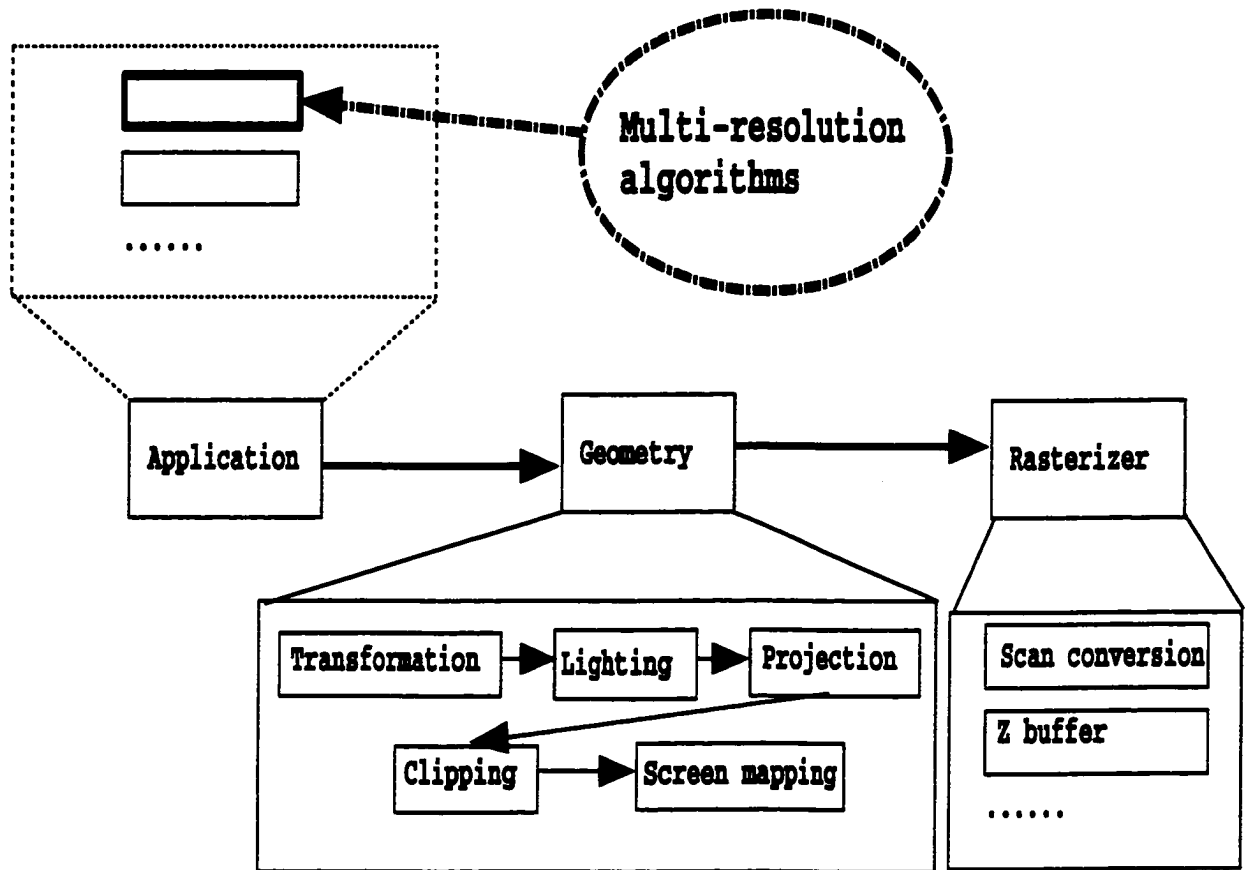 Multi-resolution
algorithms
......
Application
Geometry
Rasterizer
Transformation
Lighting
Projection
Clipping
Screen mapping
Scan conversion
Z buffer
......